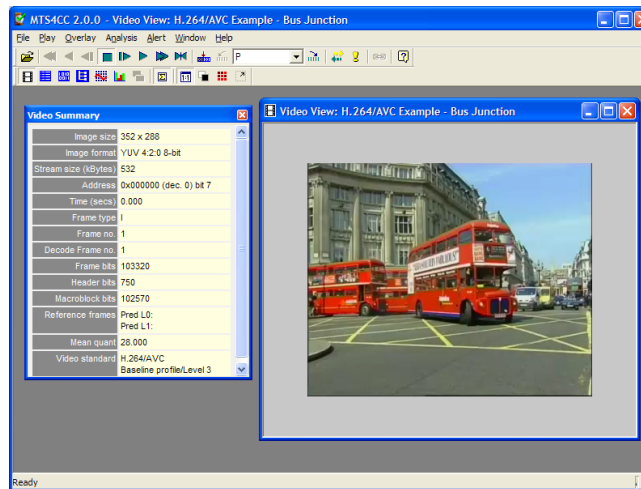 MTS4CC 2.0.0 - Video View: H.264/AVC Example - Bus Junction
File Play Overlay Analysis Alert Window Help
P
1:1
Video Summary
Image size 352 x 288
Image format YUV 4:2:0 8-bit
Stream size (kBytes) 532
Address 0x000000 (dec. 0) bit 7
Time (secs) 0.000
Frame type I
Frame no. 1
Decode Frame no. 1
Frame bits 103320
Header bits 750
Macroblock bits 102570
Reference frames Pred L0:
Pred L1:
Mean quant 28.000
Video standard H.264/AVC
Baseline profile/Level 3
Video View: H.264/AVC Example - Bus Junction
Ready